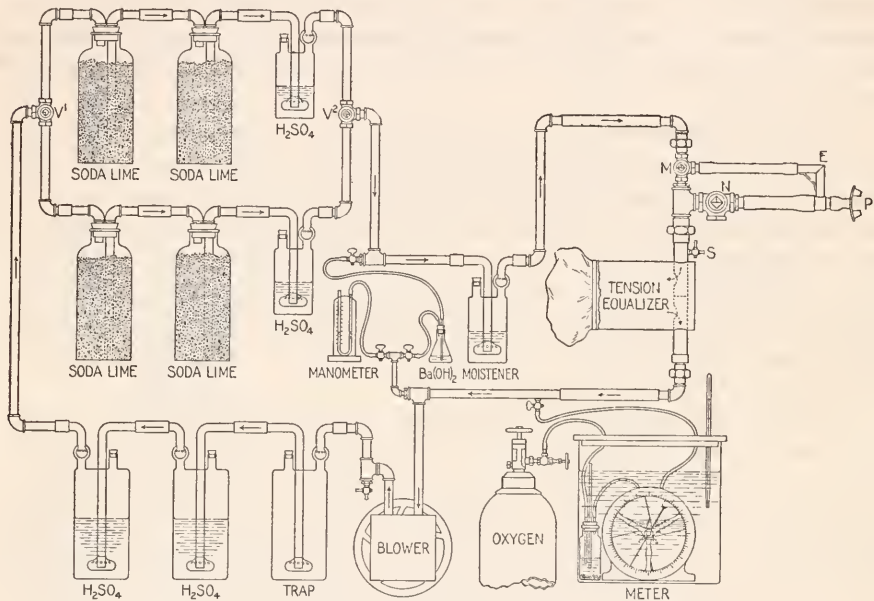 V¹
V²
H₂SO₄
SODA LIME
SODA LIME
M
E
N
P
S
TENSION
EQUALIZER
H₂SO₄
SODA LIME
SODA LIME
MANOMETER
Ba(OH)₂
MOISTENER
BLOWER
OXYGEN
H₂SO₄
H₂SO₄
TRAP
METER